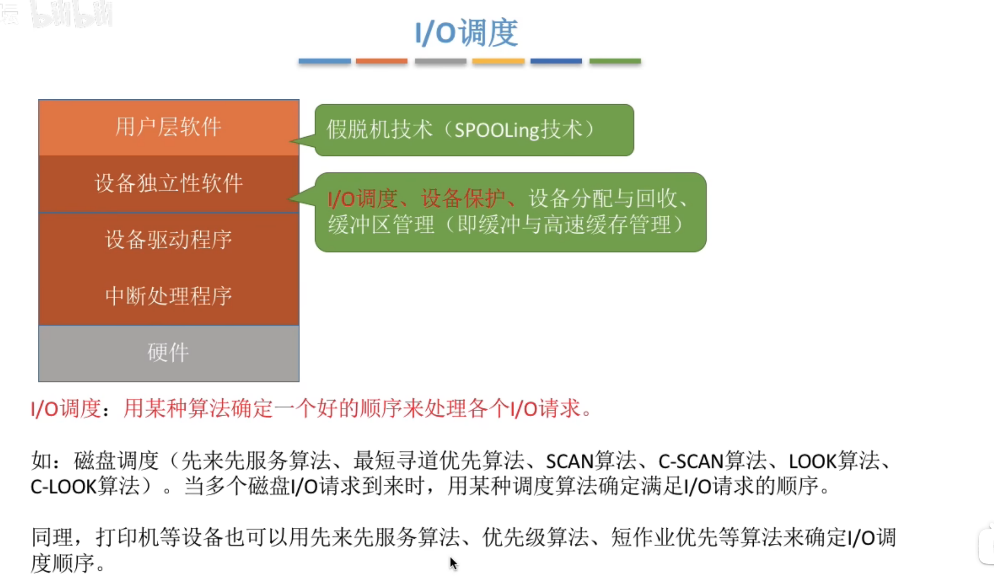 bilibili
I/O调度
用户层软件
假脱机技术（SPOOLing技术）
设备独立性软件
I/O调度、设备保护、设备分配与回收、
缓冲区管理（即缓冲与高速缓存管理）
设备驱动程序
中断处理程序
硬件
I/O调度：用某种算法确定一个好的顺序来处理各个I/O请求。
如：磁盘调度（先来先服务算法、最短寻道优先算法、SCAN算法、C-SCAN算法、LOOK算法、
C-LOOK算法）。当多个磁盘I/O请求到来时，用某种调度算法确定满足I/O请求的顺序。
同理，打印机等设备也可以用先来先服务算法、优先级算法、短作业优先等算法来确定I/O调
度顺序。